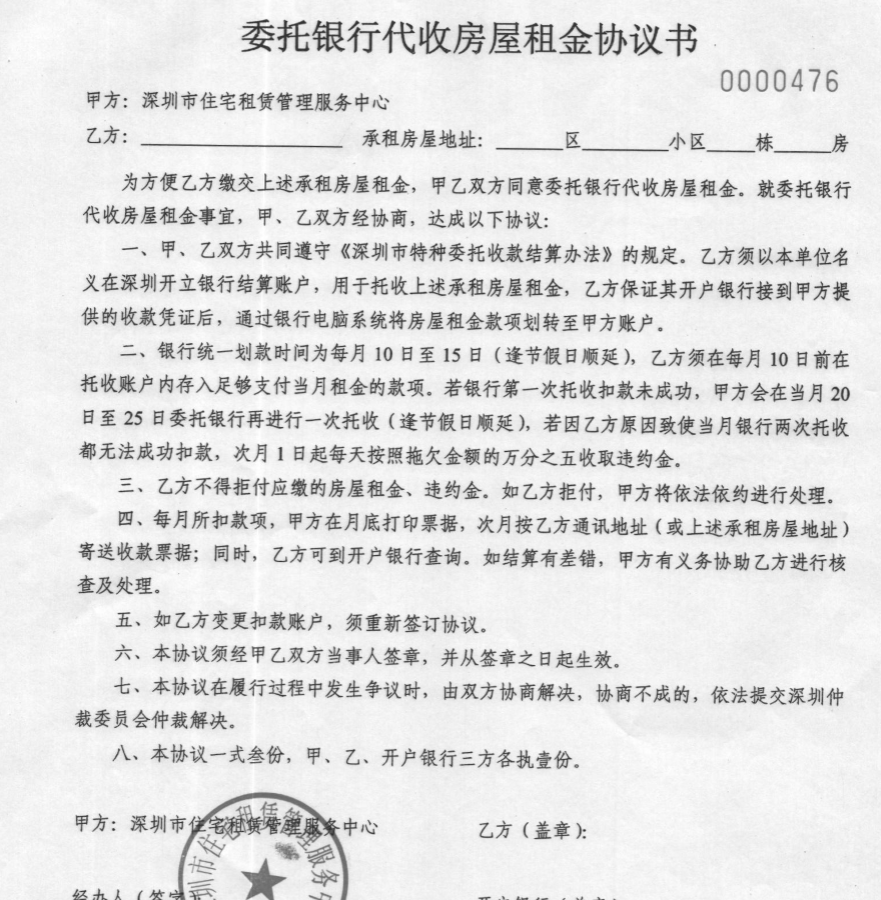 委托银行代收房屋租金协议书
0000476
甲方：深圳市住宅租赁管理服务中心
乙方：____________________ 承租房屋地址：_______区_________小区_____栋______房
为方便乙方缴交上述承租房屋租金，甲乙双方同意委托银行代收房屋租金。就委托银行
代收房屋租金事宜，甲、乙双方经协商，达成以下协议：
一、甲、乙双方共同遵守《深圳市特种委托收款结算办法》的规定。乙方须以本单位名
义在深圳开立银行结算账户，用于托收上述承租房屋租金，乙方保证其开户银行接到甲方提
供的收款凭证后，通过银行电脑系统将房屋租金款项划转至甲方账户。
二、银行统一划款时间为每月 10 日至 15 日（逢节假日顺延），乙方须在每月 10 日前在
托收账户内存入足够支付当月租金的款项。若银行第一次托收扣款未成功，甲方会在当月 20
日至 25 日委托银行再进行一次托收（逢节假日顺延），若因乙方原因致使当月银行两次托收
都无法成功扣款，次月 1 日起每天按照拖欠金额的万分之五收取违约金。
三、乙方不得拒付应缴的房屋租金、违约金。如乙方拒付，甲方将依法依约进行处理。
四、每月所扣款项，甲方在月底打印票据，次月按乙方通讯地址（或上述承租房屋地址）
寄送收款票据；同时，乙方可到开户银行查询。如结算有差错，甲方有义务协助乙方进行核
查及处理。
五、如乙方变更扣款账户，须重新签订协议。
六、本协议须经甲乙双方当事人签章，并从签章之日起生效。
七、本协议在履行过程中发生争议时，由双方协商解决，协商不成的，依法提交深圳仲
裁委员会仲裁解决。
八、本协议一式叁份，甲、乙、开户银行三方各执壹份。
甲方：深圳市住宅租赁管理服务中心
乙方（盖章）：
圳市住宅租赁管理服务
经办人（签字）